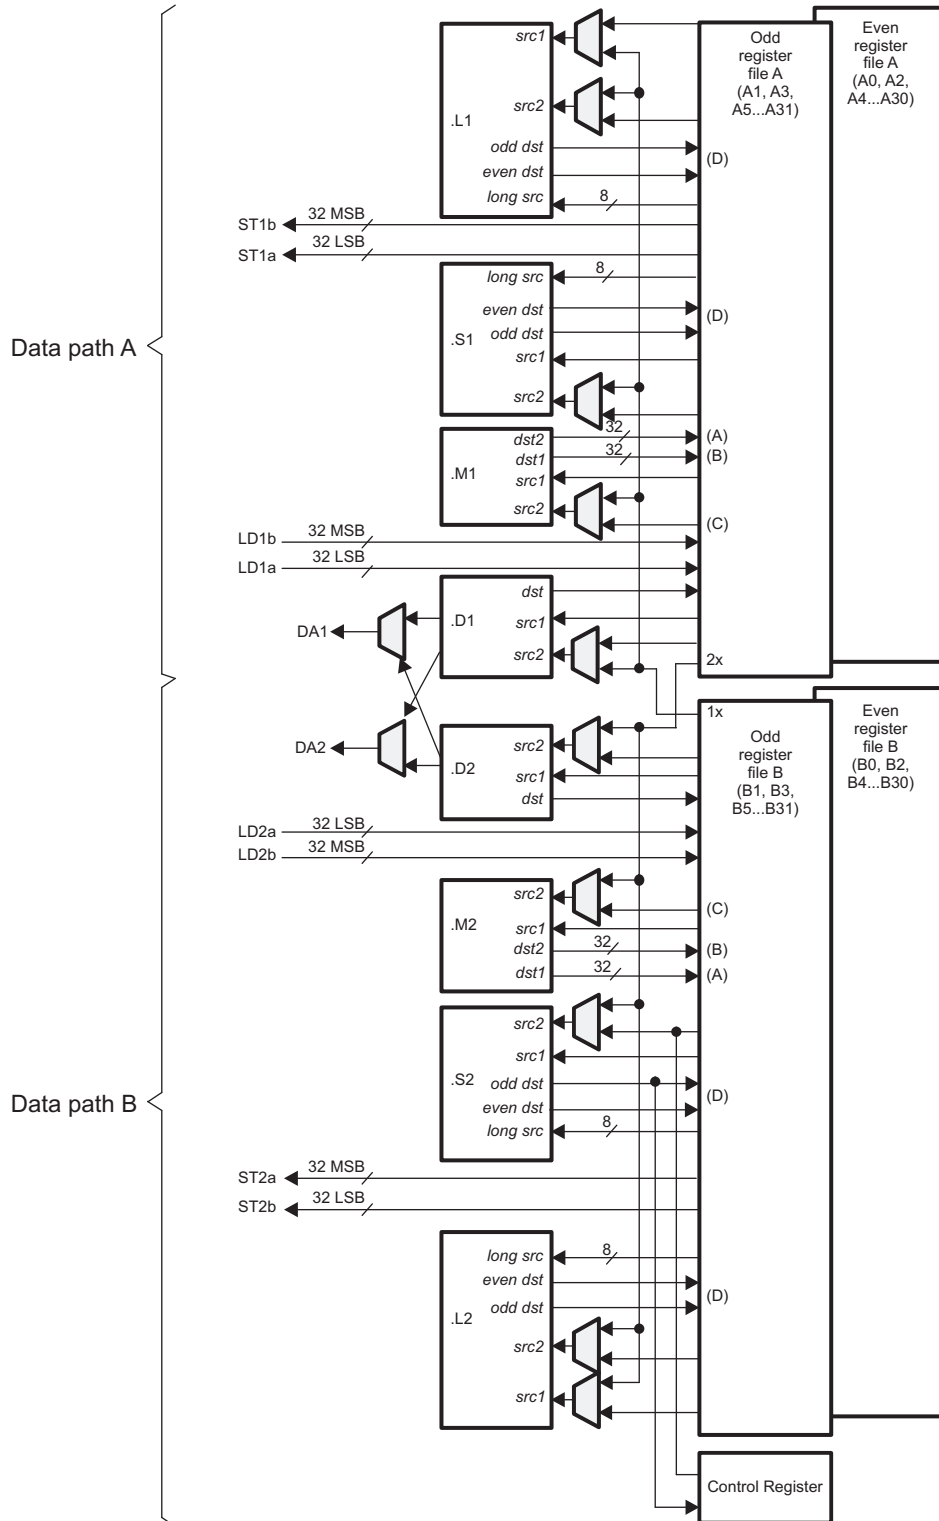 src1
Odd
register
file A
(A1, A3,
A5...A31)
Even
register
file A
(A0, A2,
A4...A30)
src2
.L1
odd dst
even dst
(D)
long src
8
ST1b
32 MSB
ST1a
32 LSB
long src
8
even dst
(D)
odd dst
.S1
src1
src2
Data path A
32
dst2
(A)
32
dst1
(B)
.M1
src1
src2
(C)
LD1b
32 MSB
LD1a
32 LSB
dst
.D1
src1
DA1
src2
2x
1x
Odd
register
file B
(B1, B3,
B5...B31)
Even
register
file B
(B0, B2,
B4...B30)
DA2
src2
.D2
src1
dst
LD2a
32 LSB
LD2b
32 MSB
src2
(C)
.M2
src1
dst2
32
(B)
dst1
32
(A)
src2
src1
.S2
odd dst
(D)
even dst
long src
8
Data path B
ST2a
32 MSB
ST2b
32 LSB
long src
8
even dst
(D)
odd dst
.L2
src2
src1
Control Register